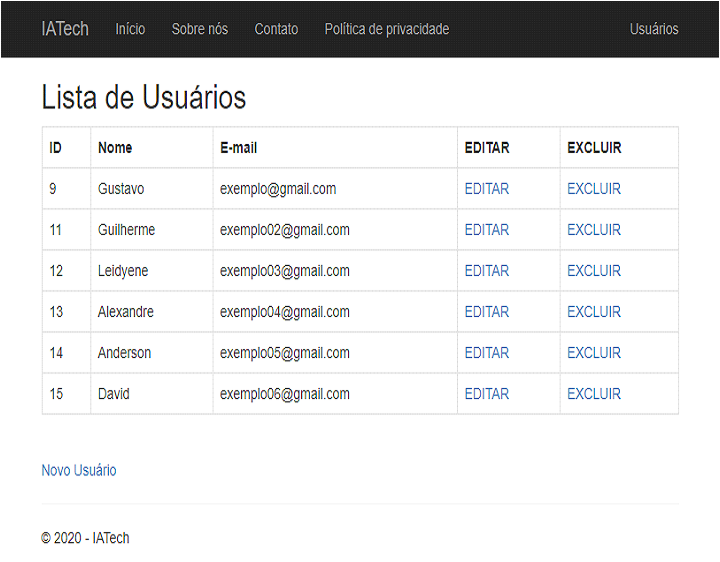 IATech Início Sobre nós Contato Política de privacidade Usuários
Lista de Usuários
ID Nome E-mail EDITAR EXCLUIR
9 Gustavo exemplo@gmail.com EDITAR EXCLUIR
11 Guilherme exemplo02@gmail.com EDITAR EXCLUIR
12 Leidyene exemplo03@gmail.com EDITAR EXCLUIR
13 Alexandre exemplo04@gmail.com EDITAR EXCLUIR
14 Anderson exemplo05@gmail.com EDITAR EXCLUIR
15 David exemplo06@gmail.com EDITAR EXCLUIR
Novo Usuário
© 2020 - IATech